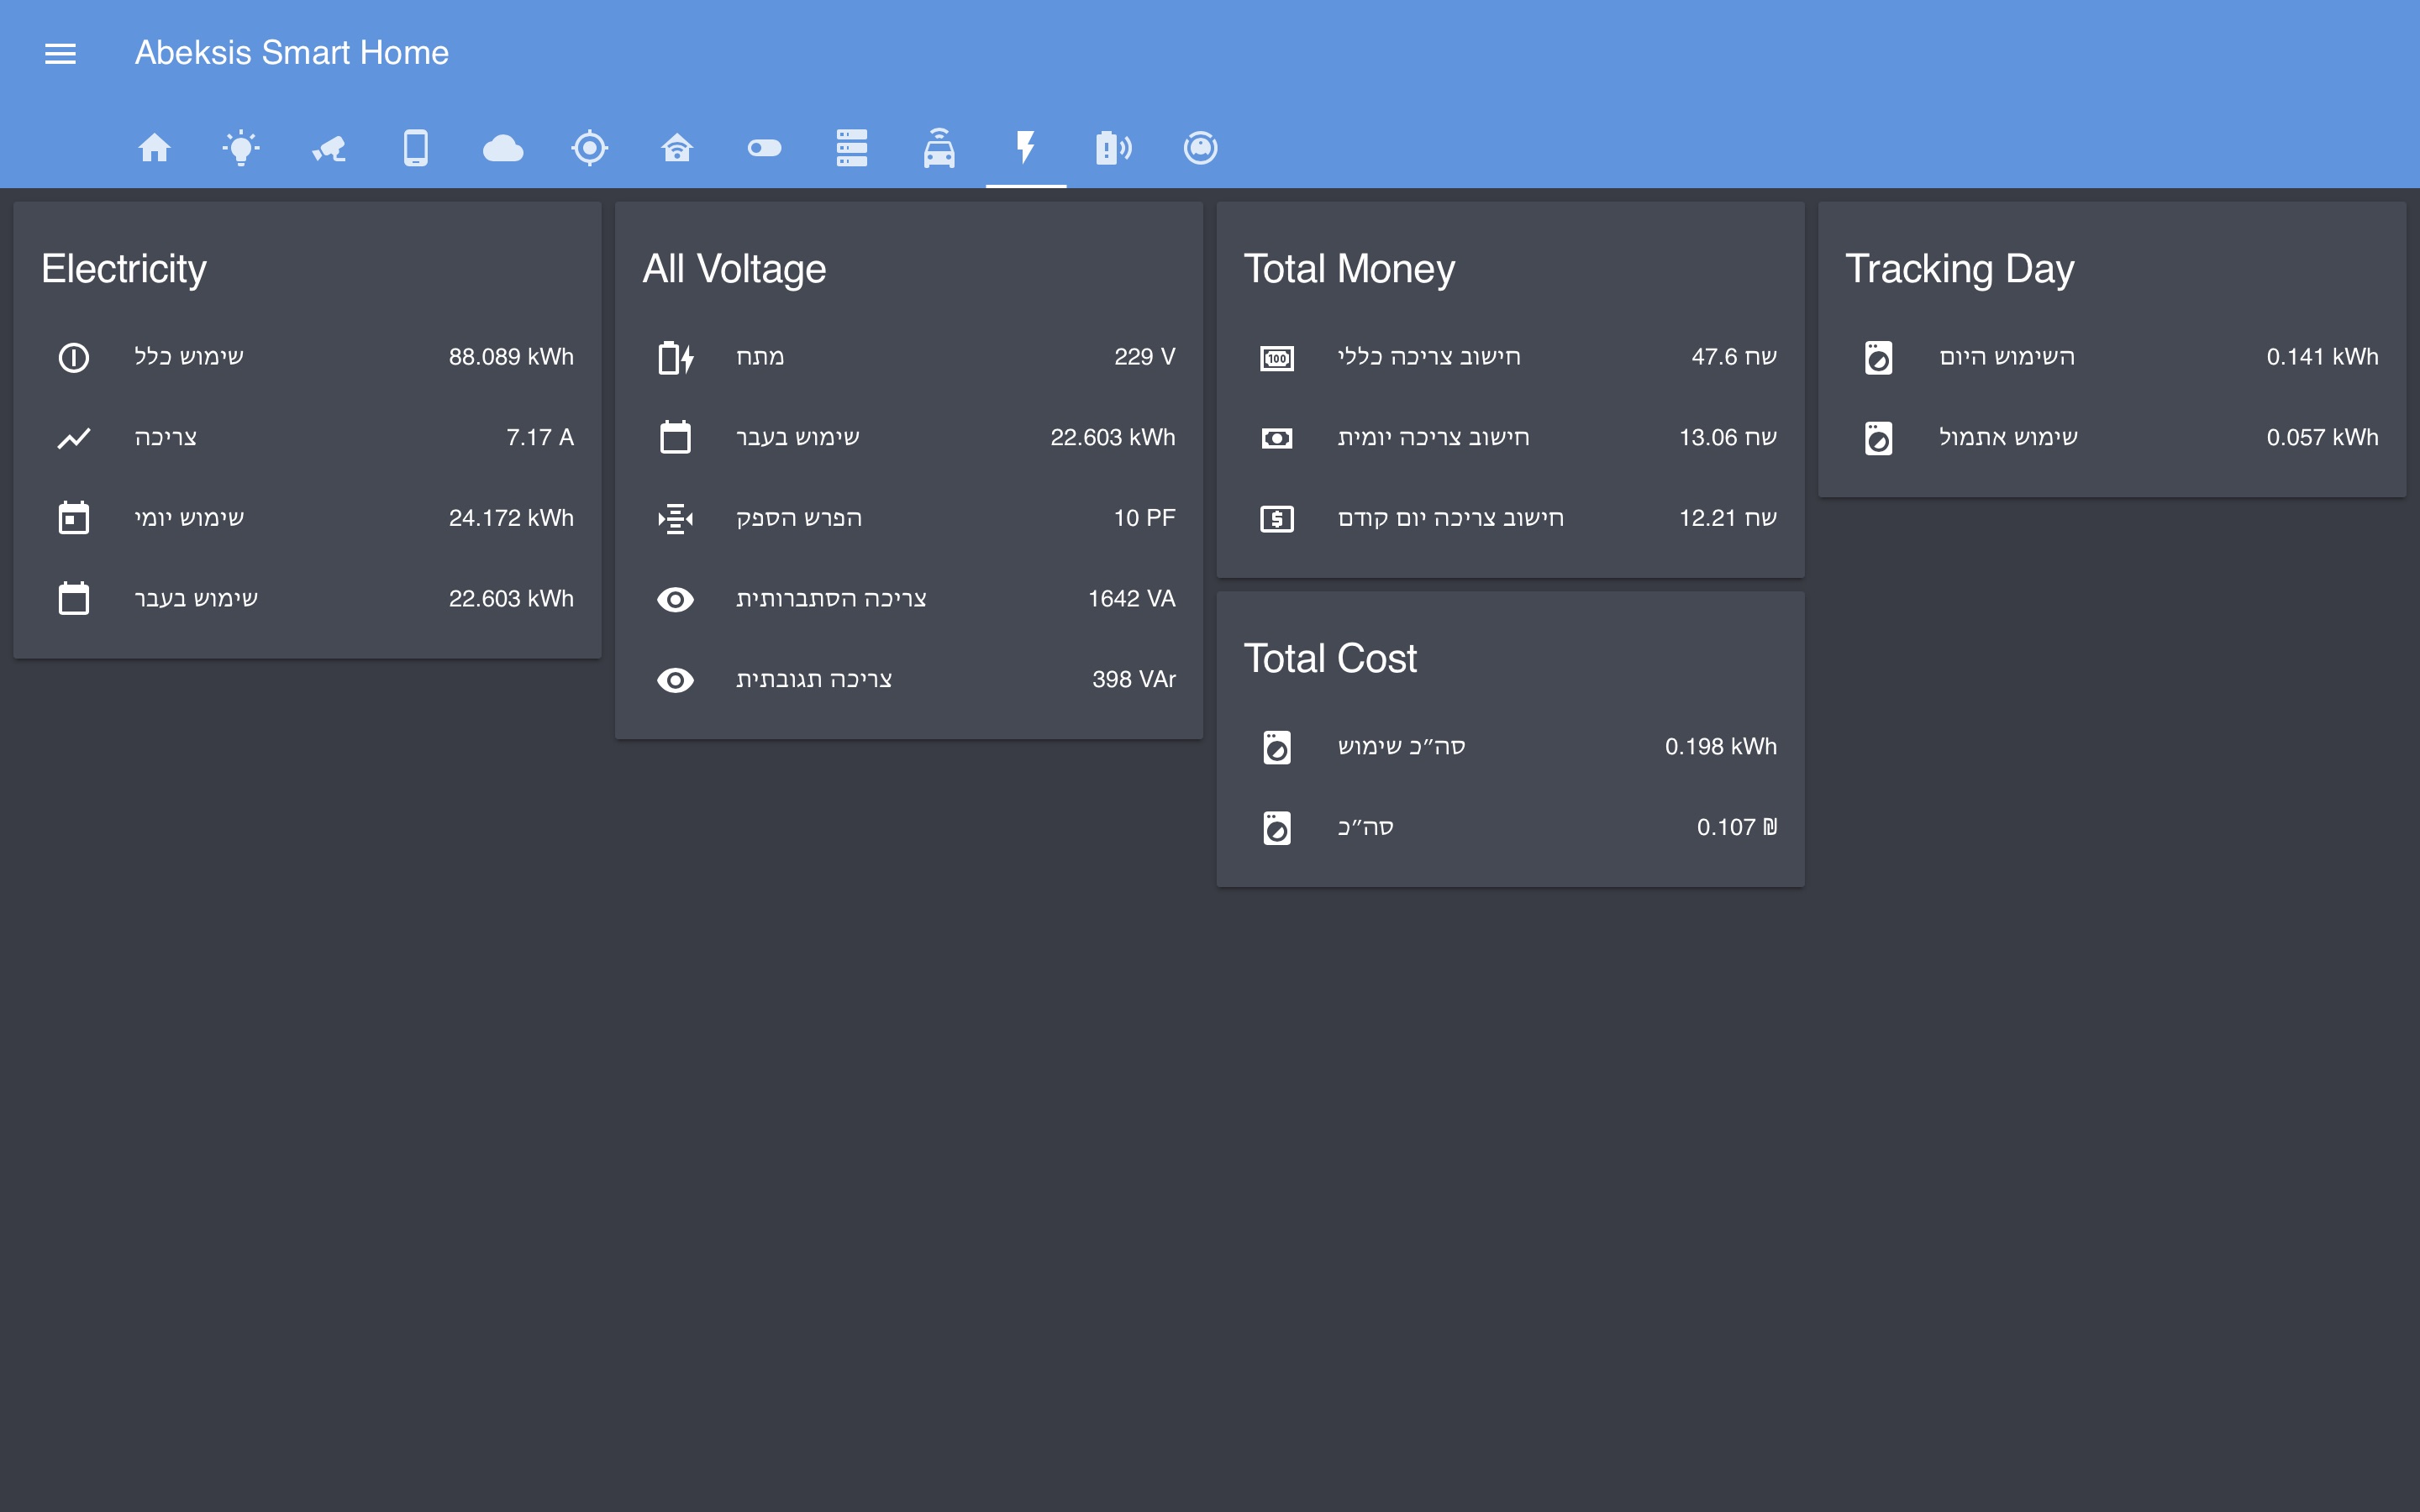 Abeksis Smart Home
Electricity
שימוש כלל 88.089 kWh
צריכה 7.17 A
שימוש יומי 24.172 kWh
שימוש בעבר 22.603 kWh
All Voltage
מתח 229 V
שימוש בעבר 22.603 kWh
הפרש הספק 10 PF
צריכה הסתברותית 1642 VA
צריכה תגובתית 398 VAr
Total Money
100
חישוב צריכה כללי 47.6 שח
חישוב צריכה יומית 13.06 שח
חישוב צריכה יום קודם 12.21 שח
Total Cost
סה״כ שימוש 0.198 kWh
סה״כ 0.107 ₪
Tracking Day
השימוש היום 0.141 kWh
שימוש אתמול 0.057 kWh